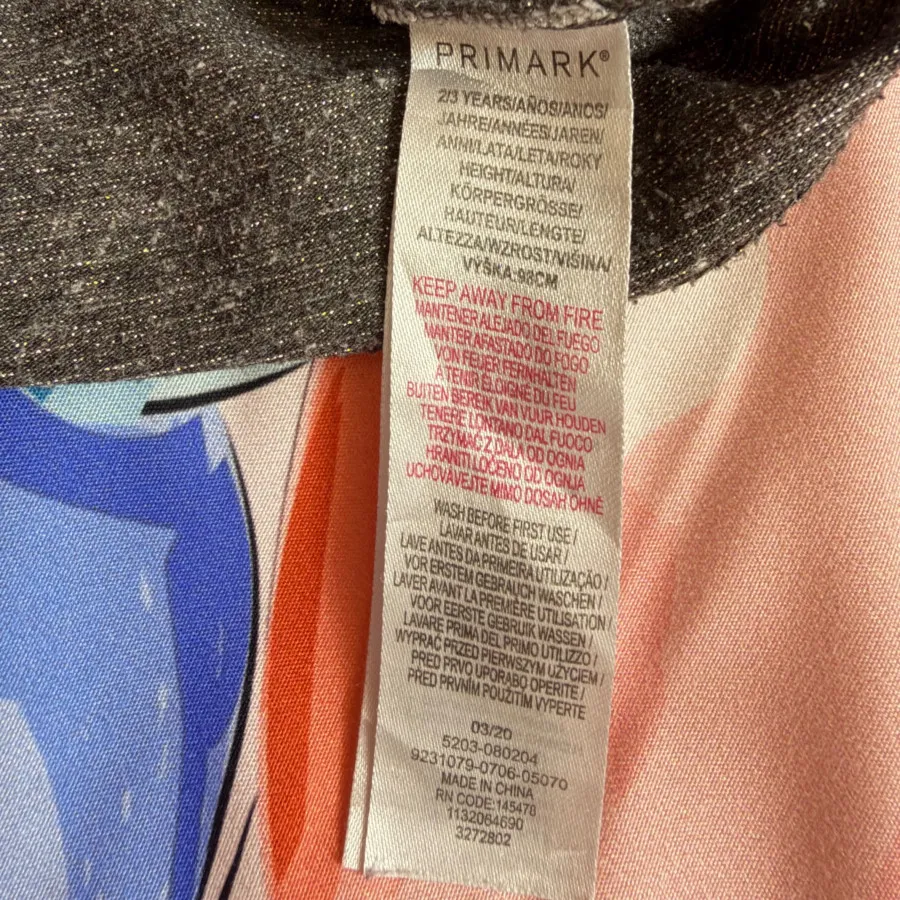 PRIMARK®
2/3 YEARS/AÑOS/ANOS/
JAHRE/ANNÉES/JAREN/
ANNI/LATA/LETA/ROKY
HEIGHT/ALTURA/
KÖRPERGRÖSSE/
HAUTEUR/LENGTE/
ALTEZZA/WZROST/VIŠINA/
VÝŠKA-98CM
KEEP AWAY FROM FIRE
MANTENER ALEJADO DEL FUEGO
MANTER AFASTADO DO FOGO
VON FEUER FERNHALTEN
À TENIR ÉLOIGNÉ DU FEU
BUITEN BEREIK VAN VUUR HOUDEN
TENERE LONTANO DAL FUOCO
TRZYMAĆ Z DALA OD OGNIA
HRANITI LOČENO OD OGNJA
UCHOVÁVEJTE MIMO DOSAH OHNĚ
WASH BEFORE FIRST USE /
LAVAR ANTES DE USAR /
LAVE ANTES DA PRIMEIRA UTILIZAÇÃO /
VOR ERSTEM GEBRAUCH WASCHEN /
LAVER AVANT LA PREMIÈRE UTILISATION /
VOOR EERSTE GEBRUIK WASSEN /
LAVARE PRIMA DEL PRIMO UTILIZZO /
WYPRAĆ PRZED PIERWSZYM UŻYCIEM /
PRED PRVO UPORABO OPERITE /
PŘED PRVNÍM POUŽITÍM VYPERTE
03/20
5203-080204
9231079-0706-05070
MADE IN CHINA
RN CODE:145478
1132064690
3272802